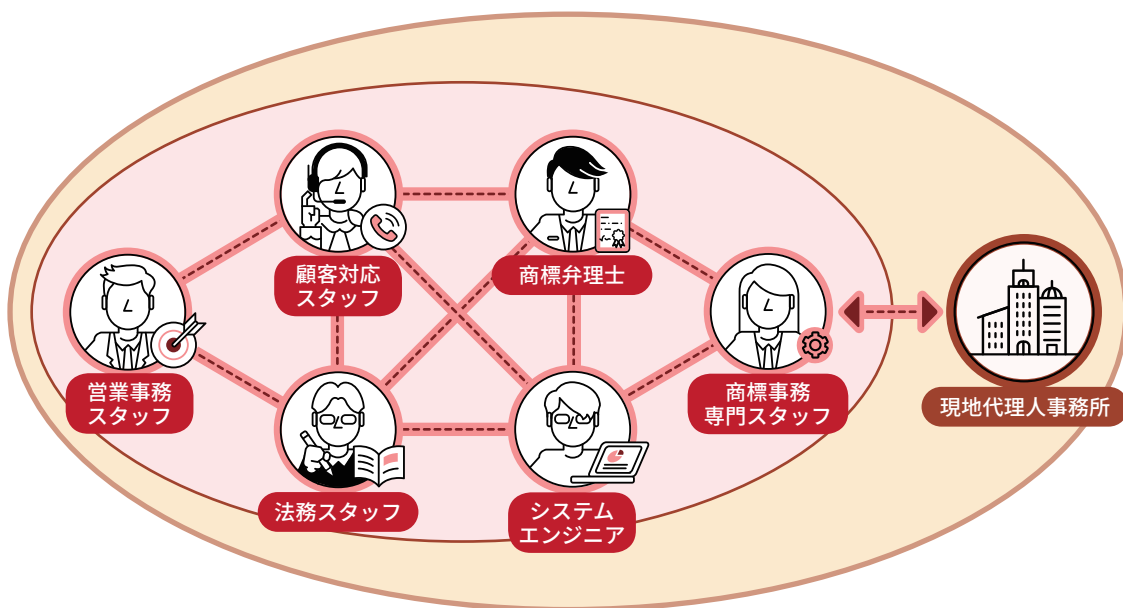 顧客対応
スタッフ
商標弁理士
営業事務
スタッフ
商標事務
専門スタッフ
現地代理人事務所
法務スタッフ
システム
エンジニア